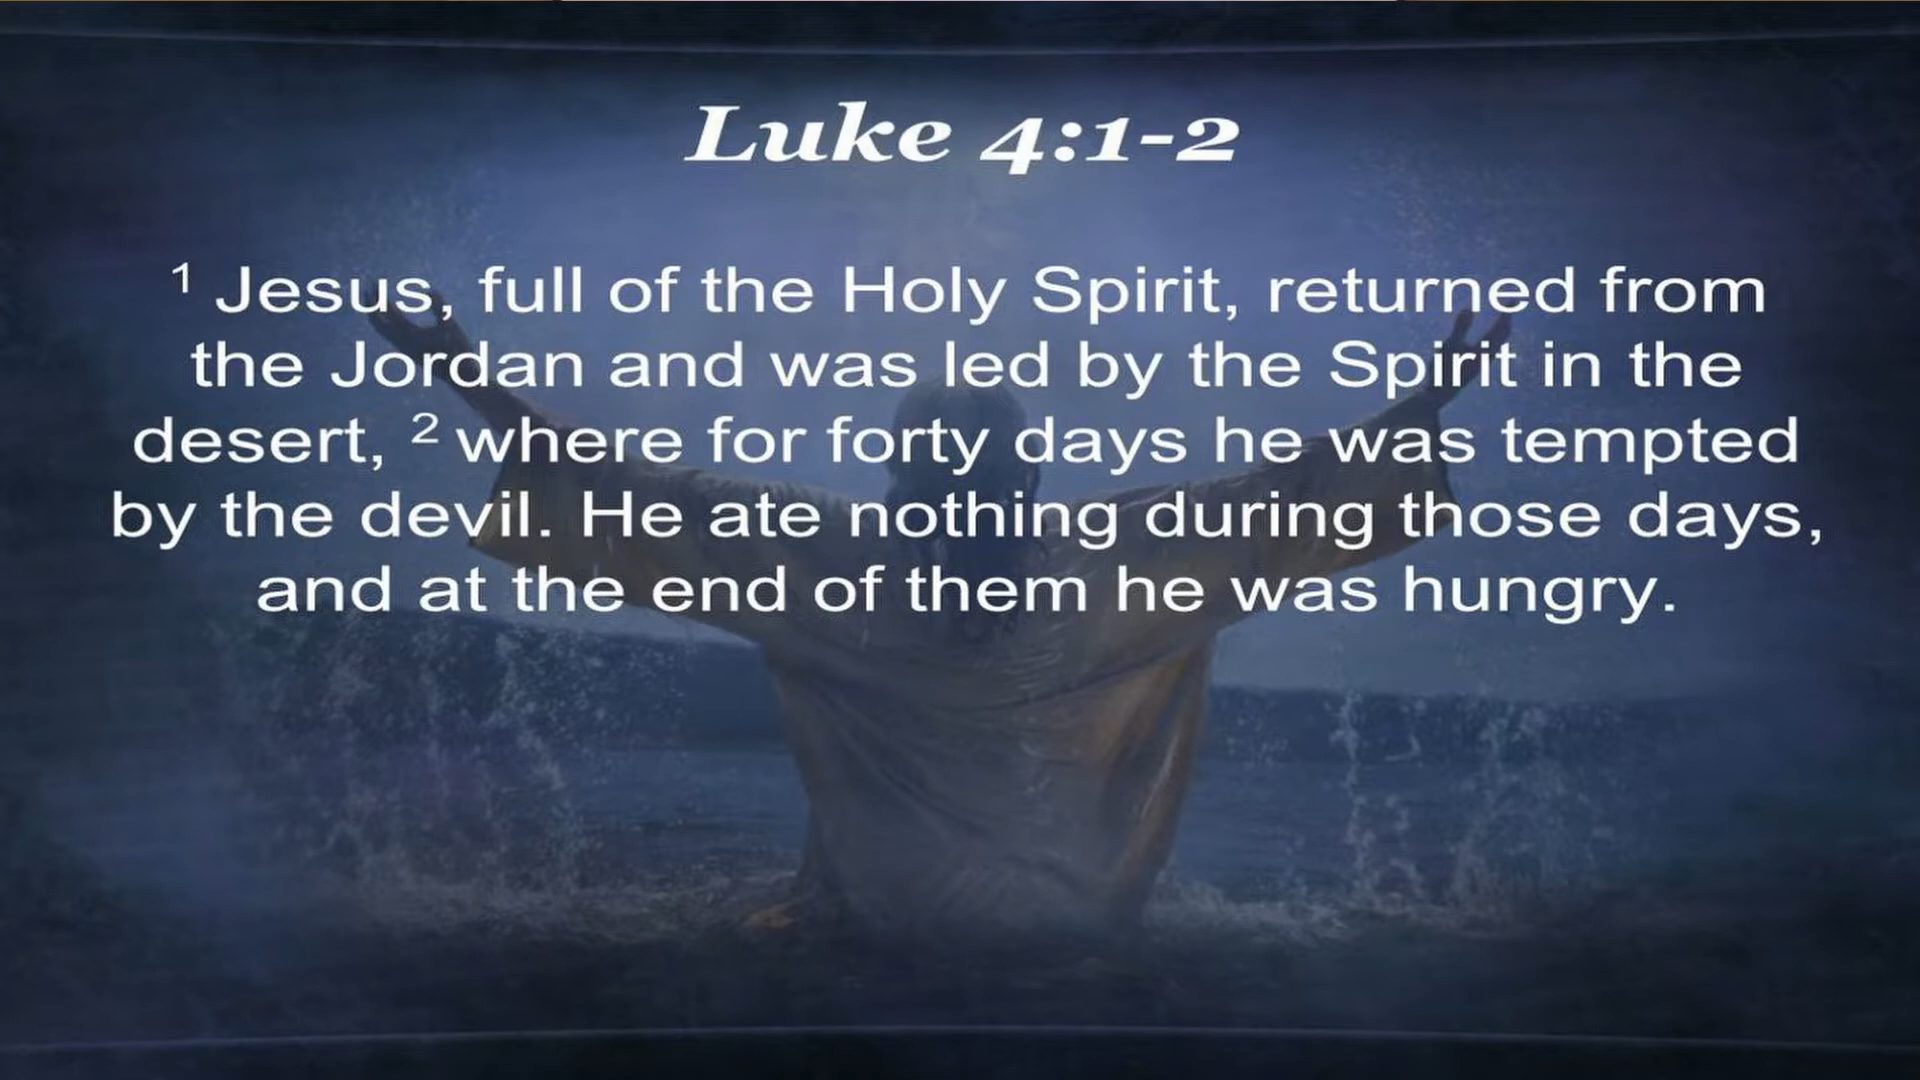 Luke 4:1-2
¹ Jesus, full of the Holy Spirit, returned from
the Jordan and was led by the Spirit in the
desert, ² where for forty days he was tempted
by the devil. He ate nothing during those days,
and at the end of them he was hungry.